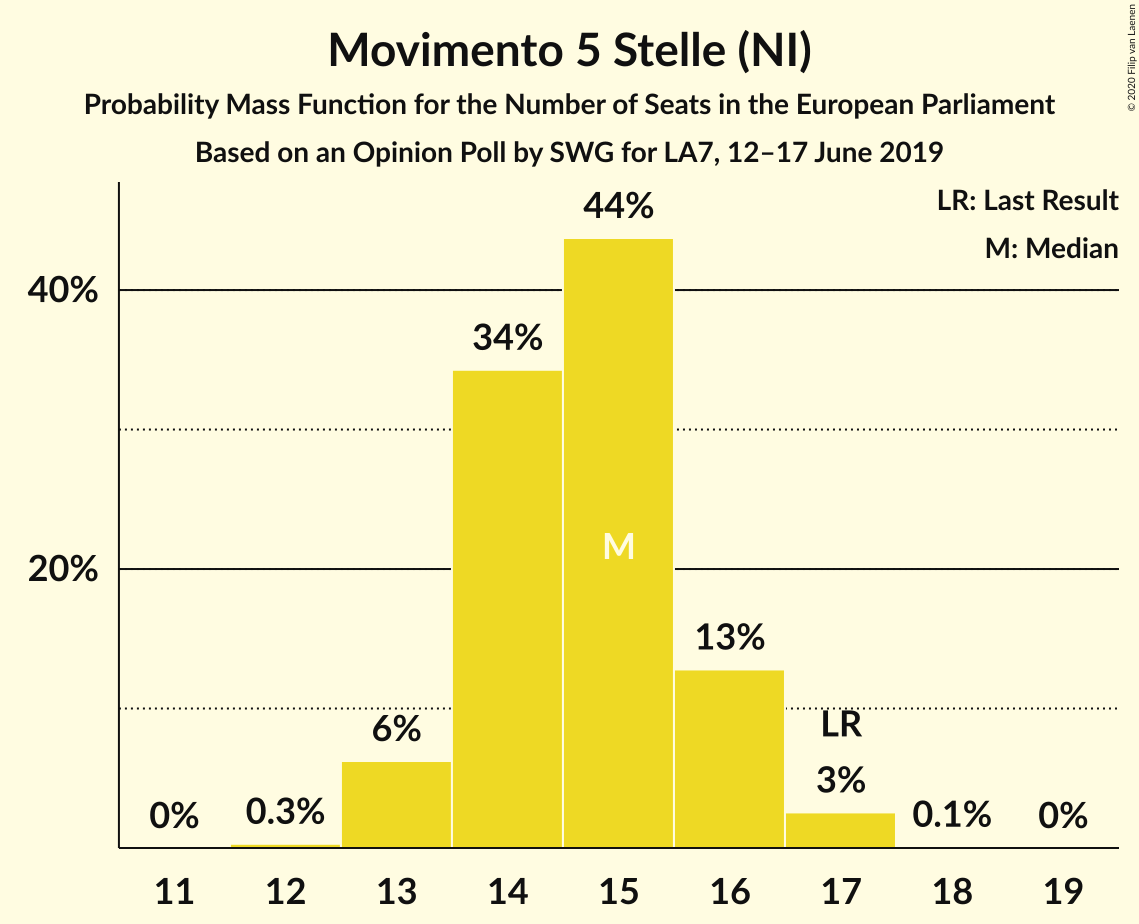 Movimento 5 Stelle (NI)
Probability Mass Function for the Number of Seats in the European Parliament
Based on an Opinion Poll by SWG for LA7, 12–17 June 2019
© 2020 Filip van Laenen
LR: Last Result
M: Median
40%
20%
0%
0.3%
6%
34%
44%
M
13%
LR
3%
0.1%
0%
11 12 13 14 15 16 17 18 19